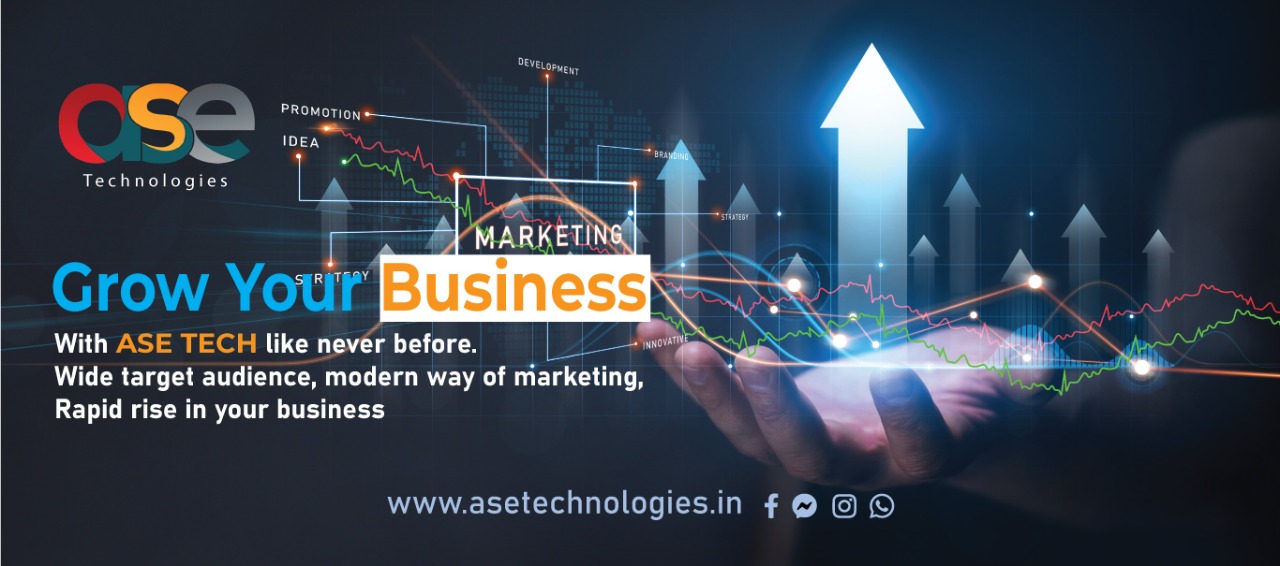 ase
Technologies
DEVELOPMENT
PROMOTION
IDEA
BRANDING
STRATEGY
MARKETING
STRATEGY
Grow Your Business
With ASE TECH like never before.
Wide target audience, modern way of marketing,
Rapid rise in your business
INNOVATIVE
www.asetechnologies.in